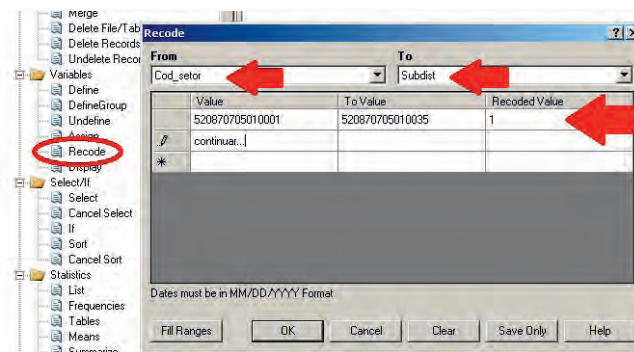 Merge
Delete File/Tab
Delete Records
Undelete Recor
Variables
Define
DefineGroup
Undefine
Assign
Recode
Display
Select/If
Select
Cancel Select
If
Sort
Cancel Sort
Statistics
List
Frequencies
Tables
Means
Summarize
Recode
From To
Cod_setor Subdist
Value To Value Recoded Value
520870705010001 520870705010035 1
continuar...
Dates must be in MM/DD/YYYY Format
Fill Ranges OK Cancel Clear Save Only Help